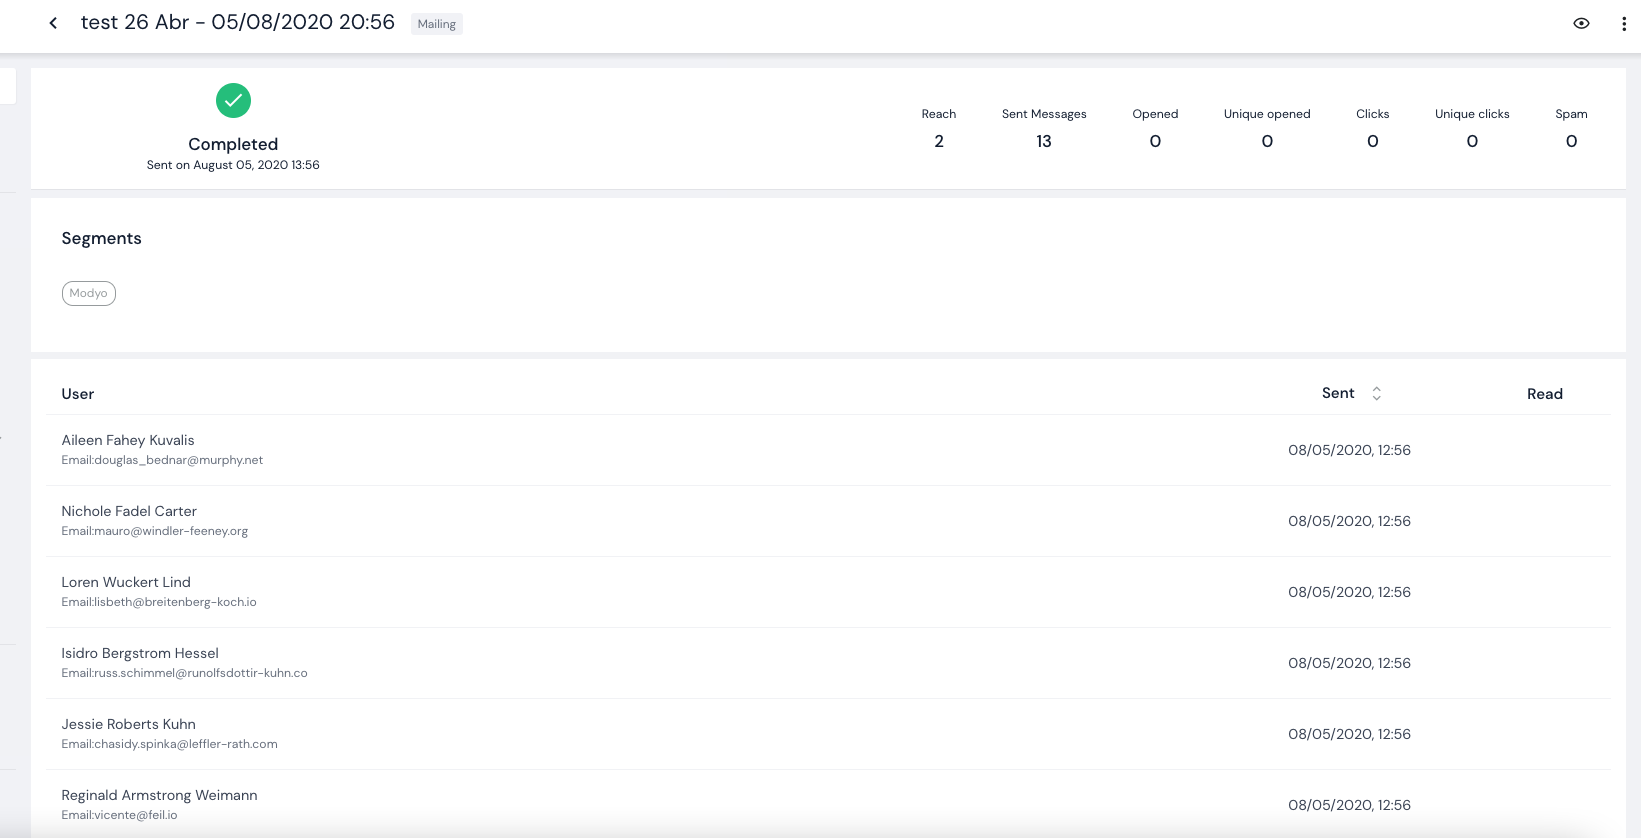 test 26 Abr - 05/08/2020 20:56 Mailing
Completed
Sent on August 05, 2020 13:56
Reach Sent Messages Opened Unique opened Clicks Unique clicks Spam
2 13 0 0 0 0 0
Segments
Modyo
User Sent Read
Aileen Fahey Kuvalis
Email:douglas_bednar@murphy.net
08/05/2020, 12:56
Nichole Fadel Carter
Email:mauro@windler-feeney.org
08/05/2020, 12:56
Loren Wuckert Lind
Email:lisbeth@breitenberg-koch.io
08/05/2020, 12:56
Isidro Bergstrom Hessel
Email:russ.schimmel@runolfsdottir-kuhn.co
08/05/2020, 12:56
Jessie Roberts Kuhn
Email:chasidy.spinka@leffler-rath.com
08/05/2020, 12:56
Reginald Armstrong Weimann
Email:vicente@feil.io
08/05/2020, 12:56